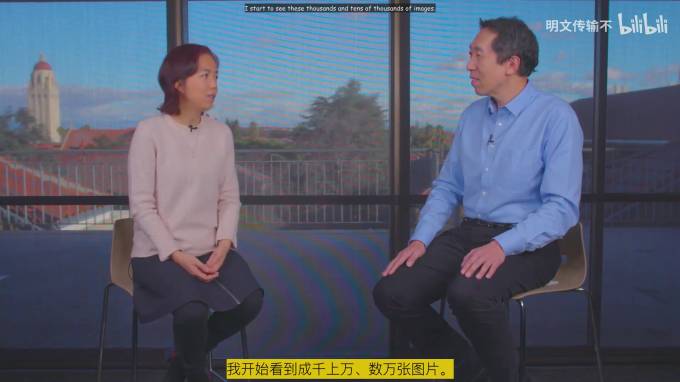 I start to see these thousands and tens of thousands of images
明文传输不 bilibili
我开始看到成千上万、数万张图片。